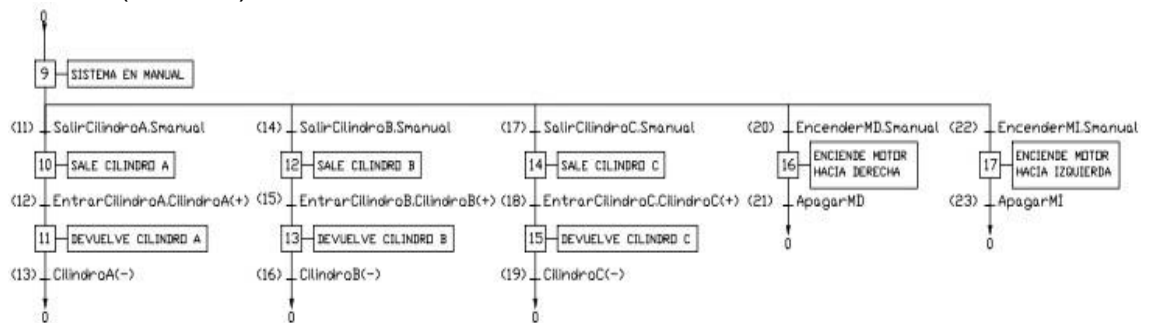 0
9 SISTEMA EN MANUAL
(11) SalirCilindroA.Smanual (14) SalirCilindroB.Smanual (17) SalirCilindroC.Smanual (20) EncenderMD.Smanual (22) EncenderMI.Smanual
10 SALE CILINDRO A 12 SALE CILINDRO B 14 SALE CILINDRO C 16 ENCIENDE MOTOR 17 ENCIENDE MOTOR
HACIA DERECHA HACIA IZQUIERDA
(12) EntrarCilindroA.CilindroA(+) (15) EntrarCilindroB.CilindroB(+) (18) EntrarCilindroC.CilindroC(+) (21) ApagarMD (23) ApagarMI
11 DEVUELVE CILINDRO A 13 DEVUELVE CILINDRO B 15 DEVUELVE CILINDRO C 0 0
(13) CilindroA(-) (16) CilindroB(-) (19) CilindroC(-)
0 0 0